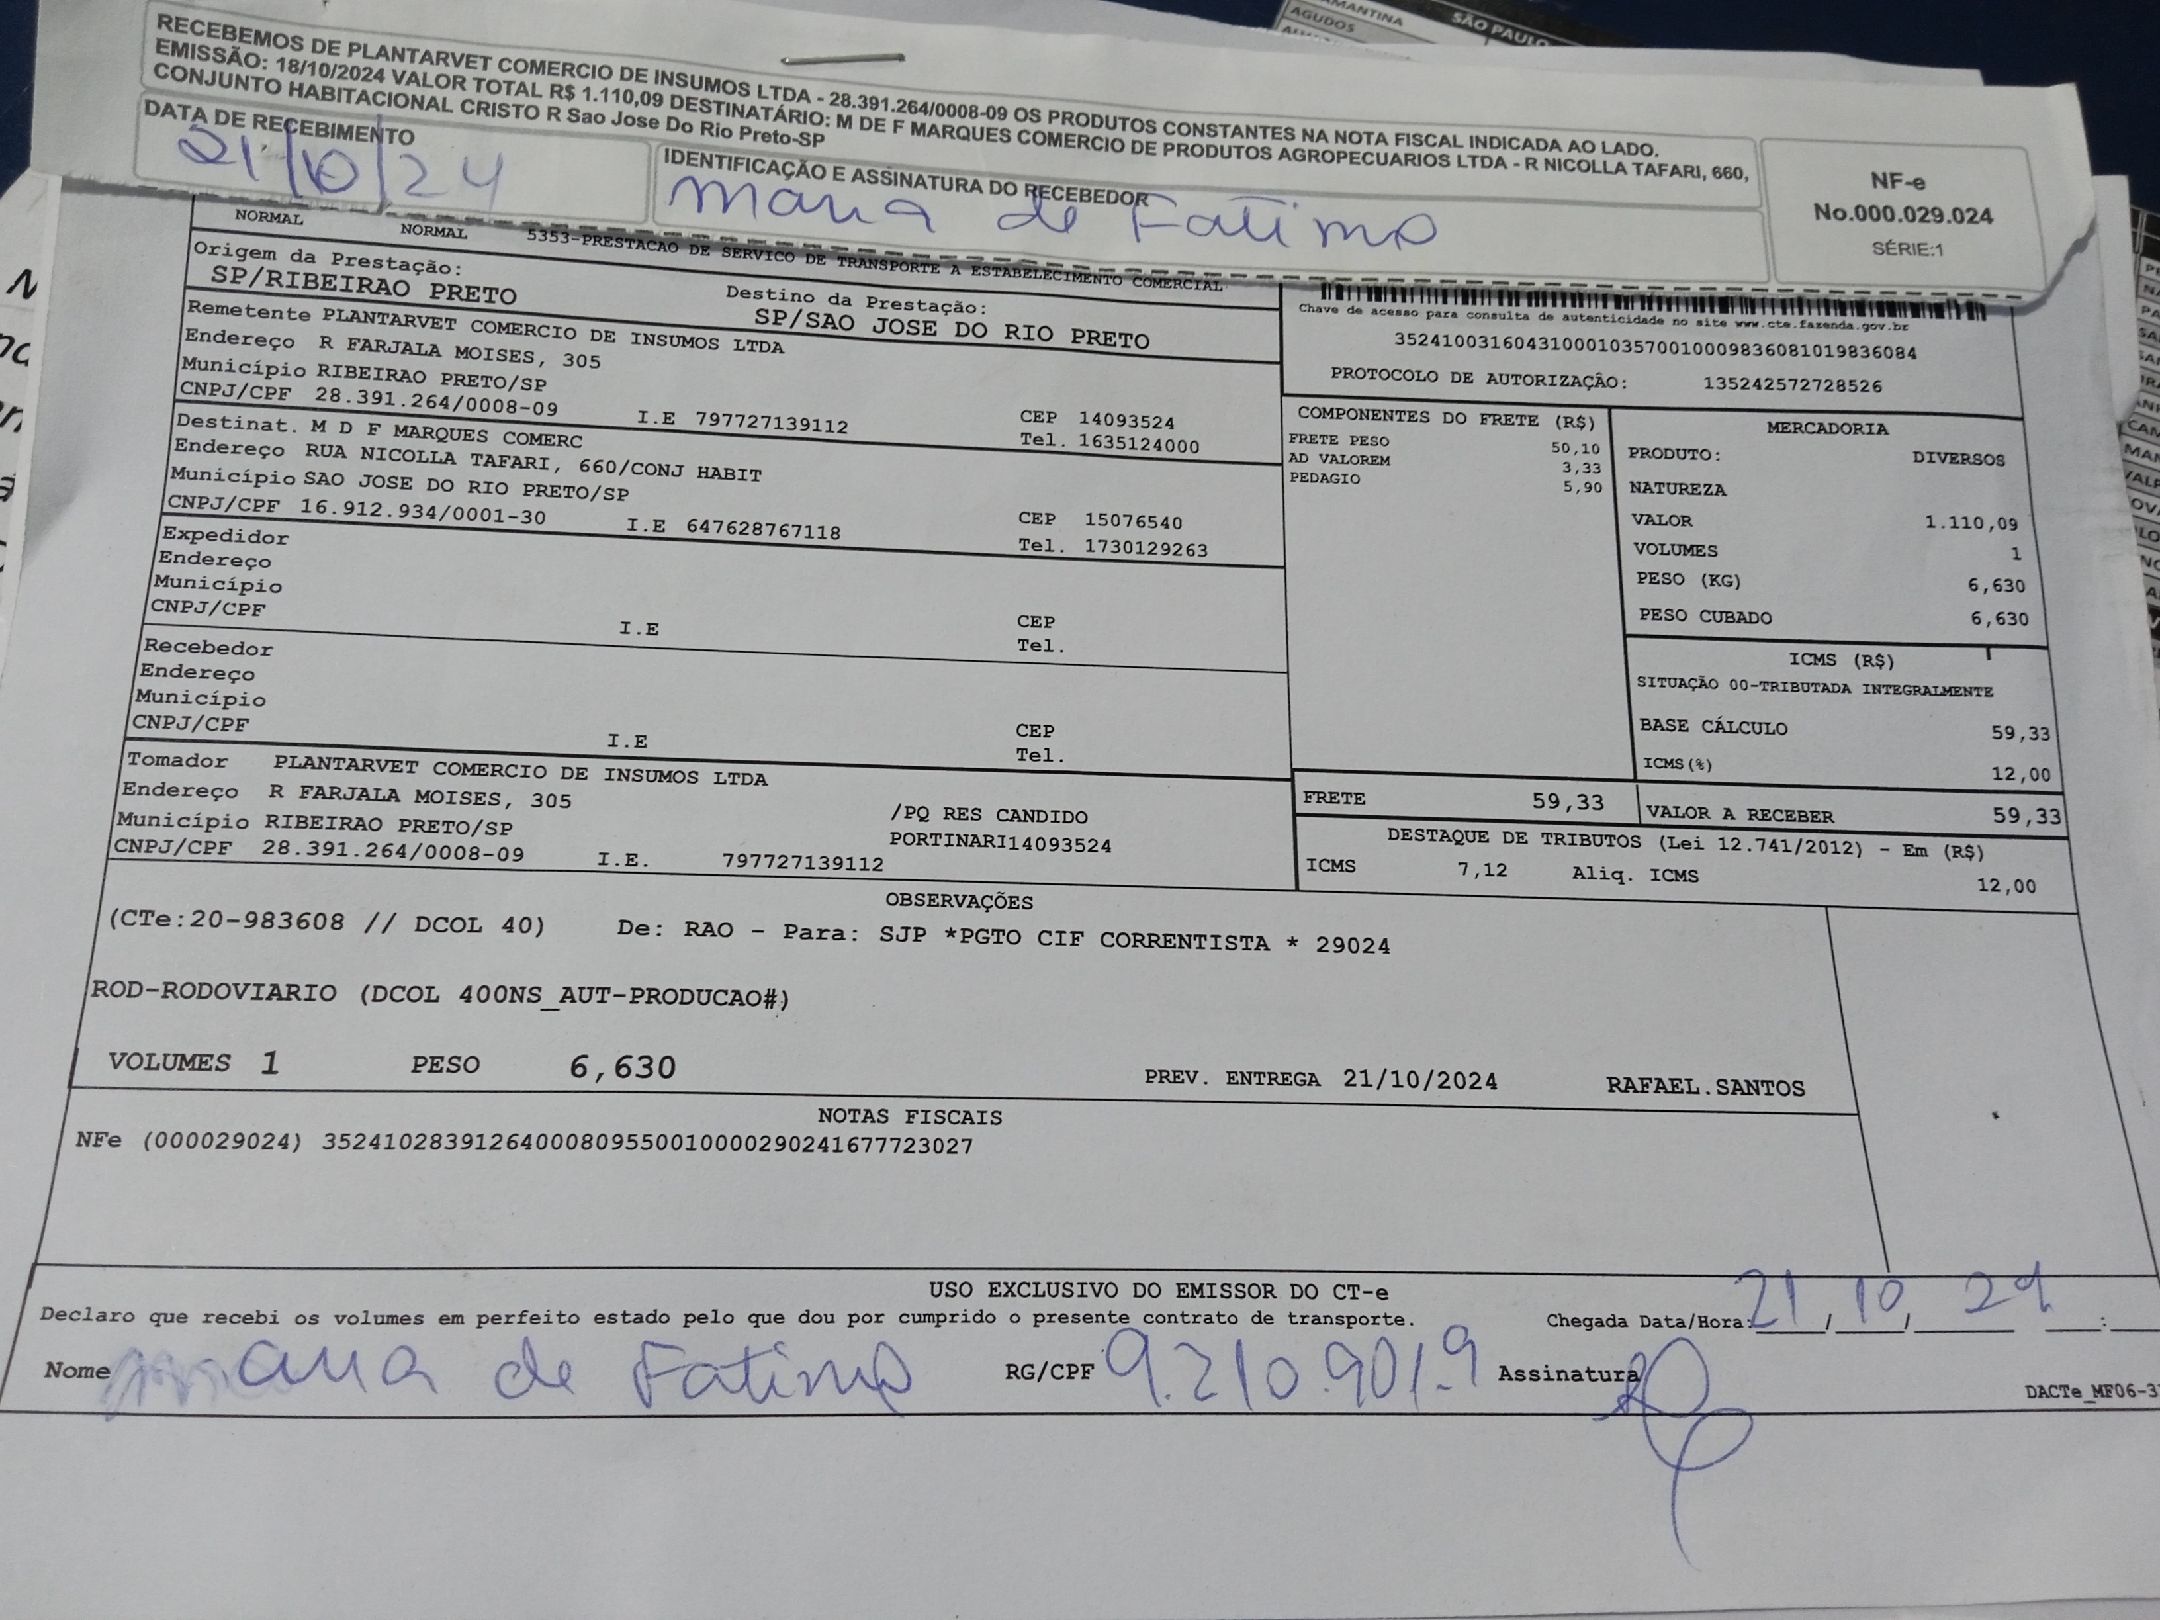 RECEBEMOS DE PLANTARVET COMERCIO DE INSUMOS LTDA - 28.391.264/0008-09 OS PRODUTOS CONSTANTES NA NOTA FISCAL INDICADA AO LADO.
EMISSÃO: 18/10/2024 VALOR TOTAL R$ 1.110,09 DESTINATÁRIO: M DE F MARQUES COMERCIO DE PRODUTOS AGROPECUARIOS LTDA - R NICOLLA TAFARI, 660,
CONJUNTO HABITACIONAL CRISTO R Sao Jose Do Rio Preto-SP
DATA DE RECEBIMENTO
21/10/24
IDENTIFICAÇÃO E ASSINATURA DO RECEBEDOR
Maria de Fatima
NF-e
No.000.029.024
SÉRIE:1
AGUDOS
SÃO PAULO
NORMAL NORMAL 5353-PRESTACAO DE SERVICO DE TRANSPORTE A ESTABELECIMENTO COMERCIAL
Origem da Prestação:
SP/RIBEIRAO PRETO
Destino da Prestação:
SP/SAO JOSE DO RIO PRETO
Remetente PLANTARVET COMERCIO DE INSUMOS LTDA
Endereço R FARJALA MOISES, 305
Município RIBEIRAO PRETO/SP CEP 14093524
CNPJ/CPF 28.391.264/0008-09 I.E 797727139112 Tel. 1635124000
Destinat. M D F MARQUES COMERC
Endereço RUA NICOLLA TAFARI, 660/CONJ HABIT
Município SAO JOSE DO RIO PRETO/SP CEP 15076540
CNPJ/CPF 16.912.934/0001-30 I.E 647628767118 Tel. 1730129263
Expedidor
Endereço
Município CEP
CNPJ/CPF I.E Tel.
Recebedor
Endereço
Município CEP
CNPJ/CPF I.E Tel.
Tomador PLANTARVET COMERCIO DE INSUMOS LTDA
Endereço R FARJALA MOISES, 305 /PQ RES CANDIDO
Município RIBEIRAO PRETO/SP PORTINARI14093524
CNPJ/CPF 28.391.264/0008-09 I.E. 797727139112
Chave de acesso para consulta de autenticidade no site www.cte.fazenda.gov.br
35241003160431000103570010009836081019836084
PROTOCOLO DE AUTORIZAÇÃO: 135242572728526
COMPONENTES DO FRETE (R$)
FRETE PESO 50,10
AD VALOREM 3,33
PEDAGIO 5,90
MERCADORIA
PRODUTO: DIVERSOS
NATUREZA
VALOR 1.110,09
VOLUMES 1
PESO (KG) 6,630
PESO CUBADO 6,630
ICMS (R$)
SITUAÇÃO 00-TRIBUTADA INTEGRALMENTE
BASE CÁLCULO 59,33
ICMS(%) 12,00
FRETE 59,33 VALOR A RECEBER 59,33
DESTAQUE DE TRIBUTOS (Lei 12.741/2012) - Em (R$)
ICMS 7,12 Aliq. ICMS 12,00
OBSERVAÇÕES
(CTe:20-983608 // DCOL 40) De: RAO - Para: SJP *PGTO CIF CORRENTISTA * 29024
ROD-RODOVIARIO (DCOL 400NS_AUT-PRODUCAO#)
VOLUMES 1 PESO 6,630 PREV. ENTREGA 21/10/2024 RAFAEL.SANTOS
NOTAS FISCAIS
NFe (000029024) 35241028391264000809550010000290241677723027
USO EXCLUSIVO DO EMISSOR DO CT-e
Declaro que recebi os volumes em perfeito estado pelo que dou por cumprido o presente contrato de transporte. Chegada Data/Hora: 21/10/24 :
Nome Maria de Fatima RG/CPF 9.210.901.9 Assinatura
DACTe_MF06-3